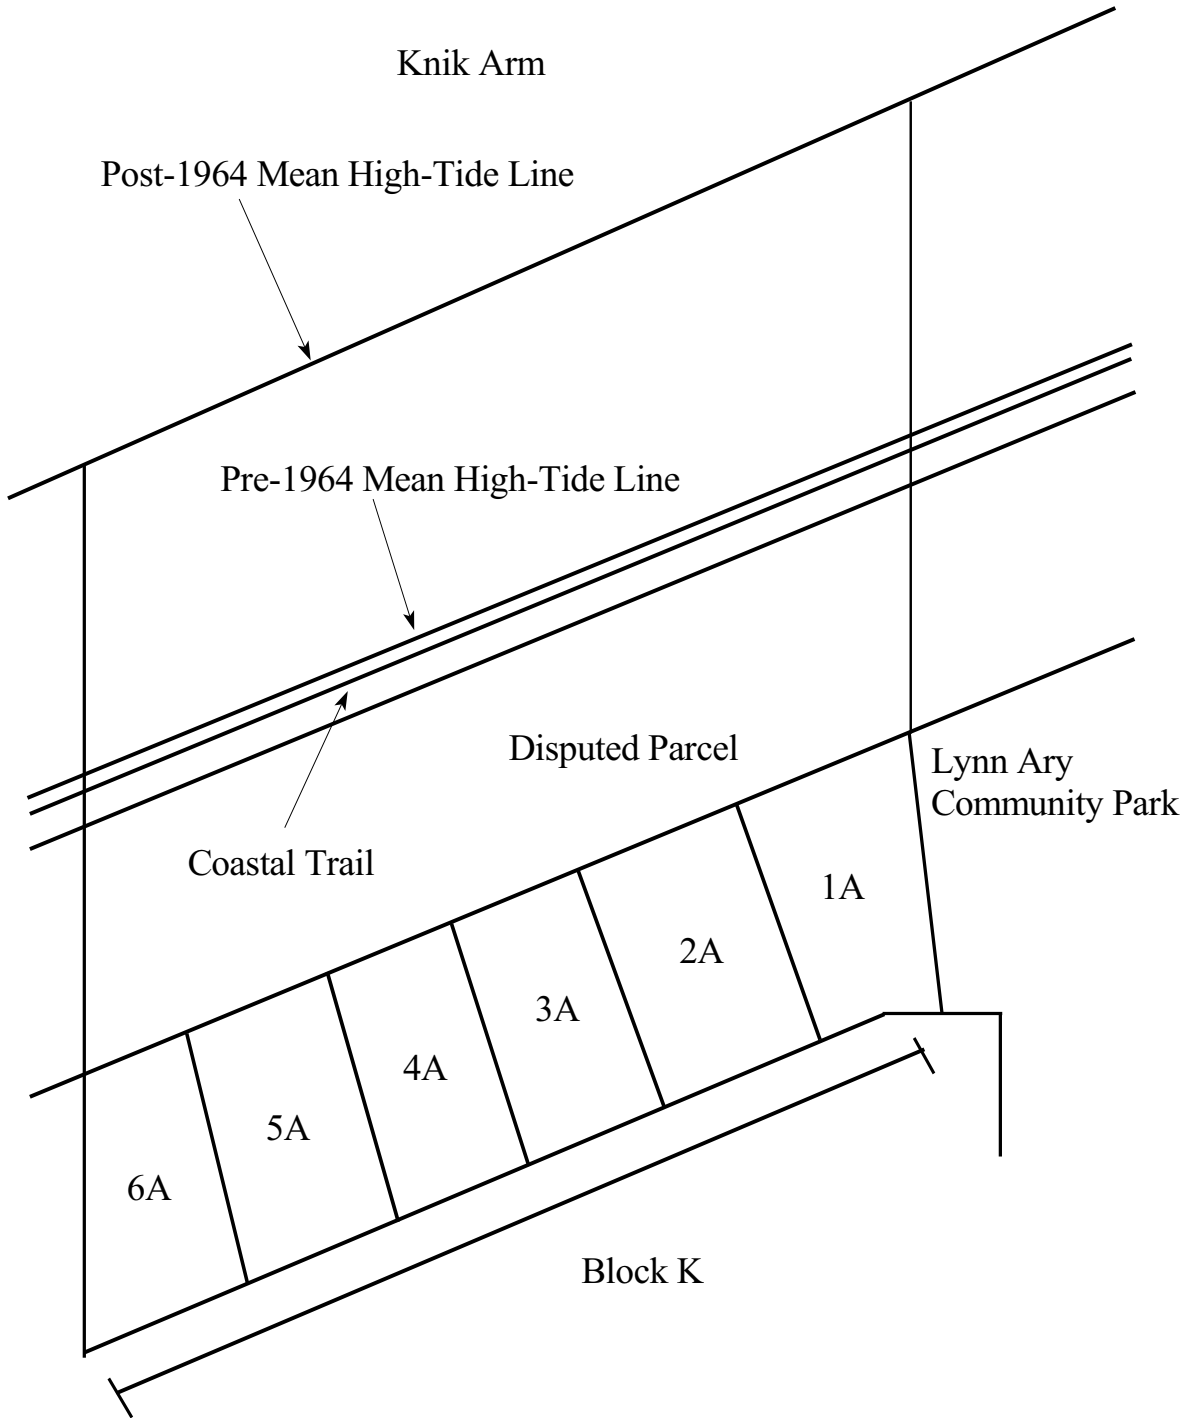 Knik Arm
Post-1964 Mean High-Tide Line
Pre-1964 Mean High-Tide Line
Disputed Parcel
Lynn Ary
Community Park
Coastal Trail
1A
2A
3A
4A
5A
6A
Block K